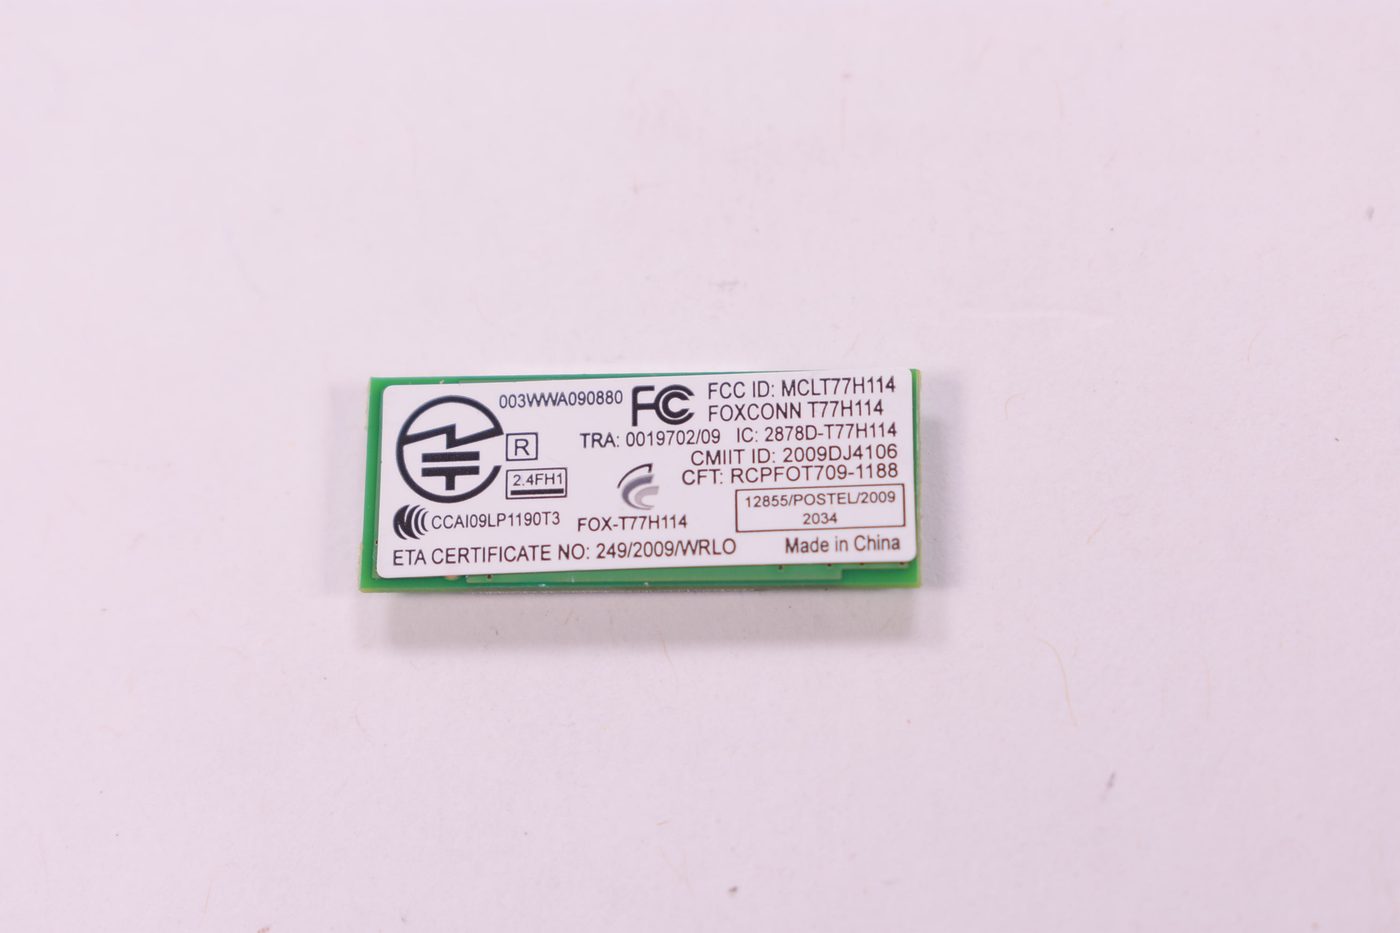 003WWA090880
FC
FCC ID: MCLT77H114
FOXCONN T77H114
R
TRA: 0019702/09 IC: 2878D-T77H114
CMIIT ID: 2009DJ4106
2.4FH1
CFT: RCPFOT709-1188
12855/POSTEL/2009
2034
CCAI09LP1190T3
FOX-T77H114
ETA CERTIFICATE NO: 249/2009/WRLO
Made in China